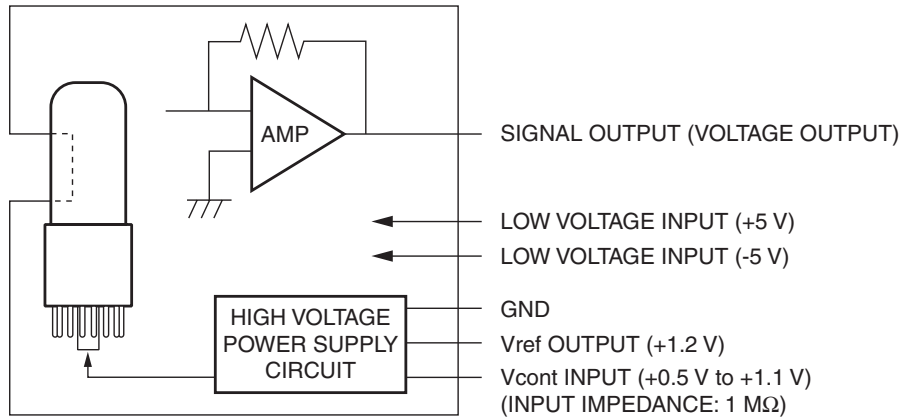 AMP
SIGNAL OUTPUT (VOLTAGE OUTPUT)
LOW VOLTAGE INPUT (+5 V)
LOW VOLTAGE INPUT (-5 V)
GND
HIGH VOLTAGE
POWER SUPPLY
CIRCUIT
Vref OUTPUT (+1.2 V)
Vcont INPUT (+0.5 V to +1.1 V)
(INPUT IMPEDANCE: 1 MΩ)